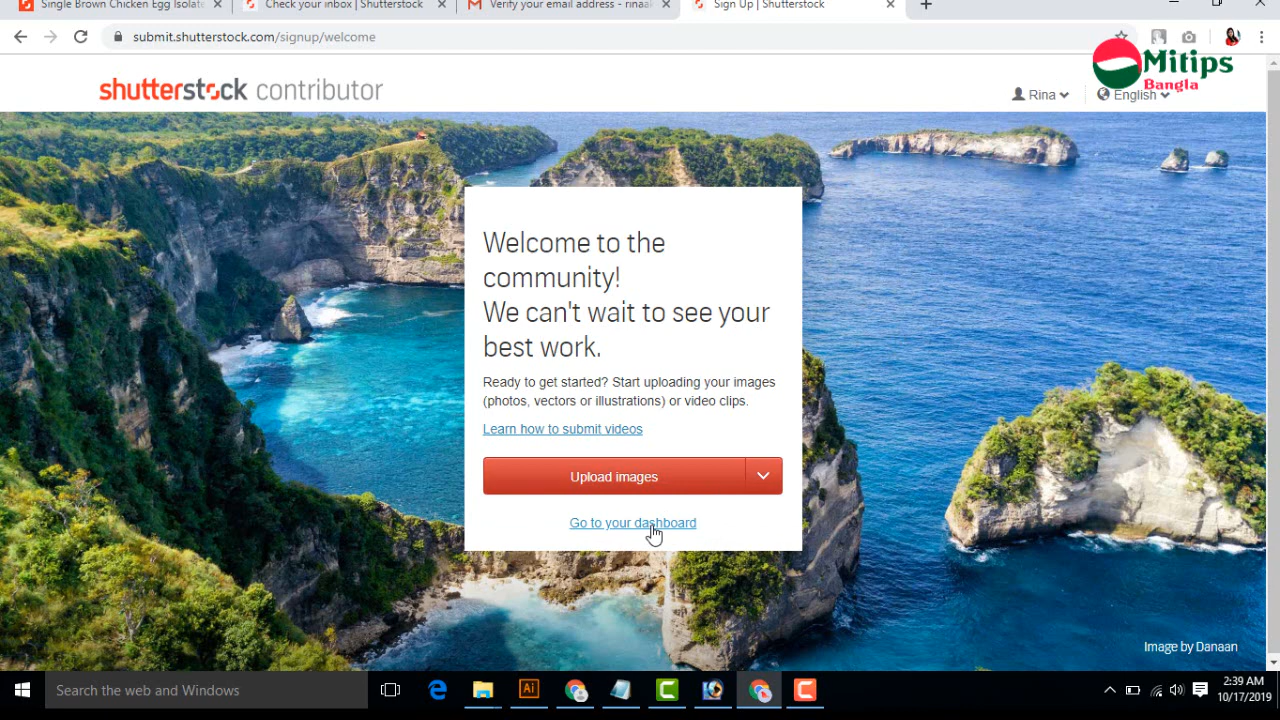 Single Brown Chicken Egg Isolate
Check your inbox | Shutterstock
Verify your email address - rinaak
Sign Up | Shutterstock
submit.shutterstock.com/signup/welcome
Mitips
Bangla
shutterstock contributor
Rina
English
Welcome to the
community!
We can't wait to see your
best work.
Ready to get started? Start uploading your images
(photos, vectors or illustrations) or video clips.
Learn how to submit videos
Upload images
Go to your dashboard
Image by Danaan
Search the web and Windows
Ai
2:39 AM
10/17/2019